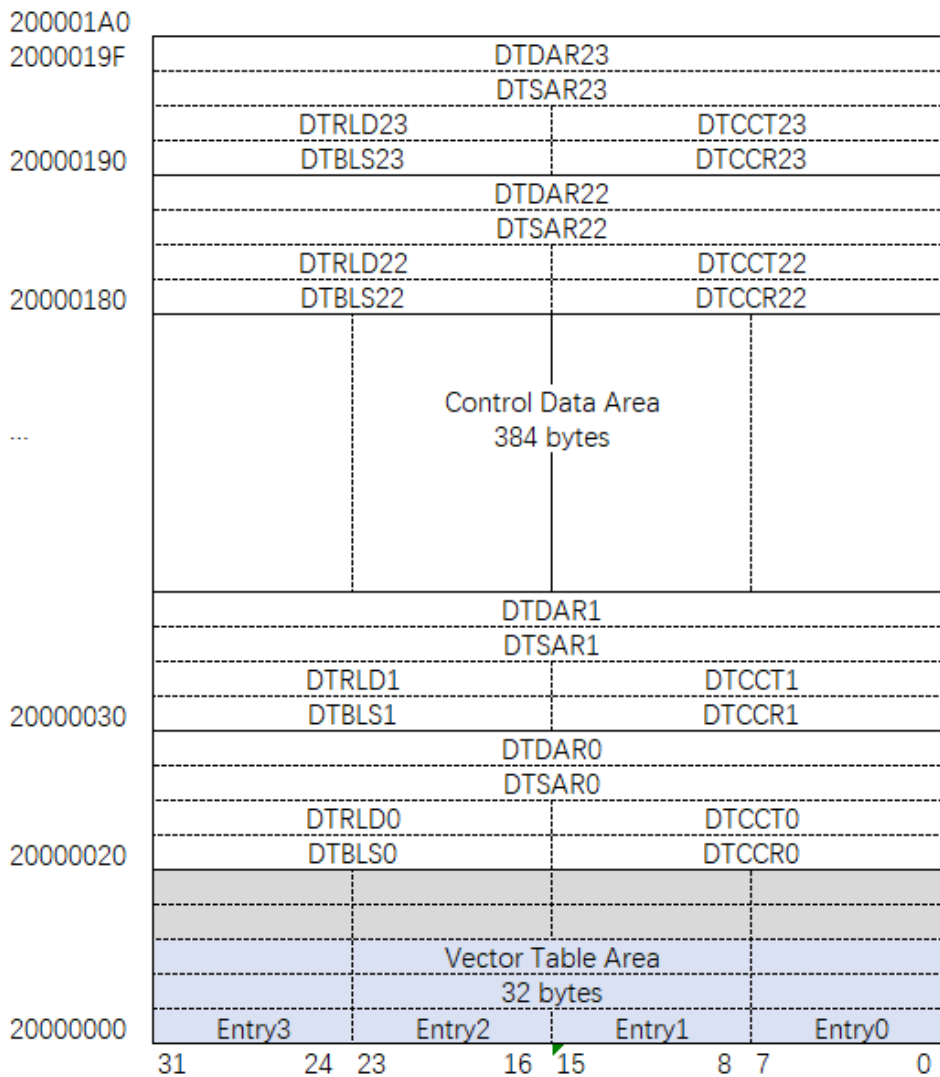 200001A0
2000019F DTDAR23
DTSAR23
DTRLD23 DTCCT23
20000190 DTBLS23 DTCCR23
DTDAR22
DTSAR22
DTRLD22 DTCCT22
20000180 DTBLS22 DTCCR22
Control Data Area
... 384 bytes
DTDAR1
DTSAR1
DTRLD1 DTCCT1
20000030 DTBLS1 DTCCR1
DTDAR0
DTSAR0
DTRLD0 DTCCT0
20000020 DTBLS0 DTCCR0
Vector Table Area
32 bytes
20000000 Entry3 Entry2 Entry1 Entry0
31 24 23 16 15 8 7 0